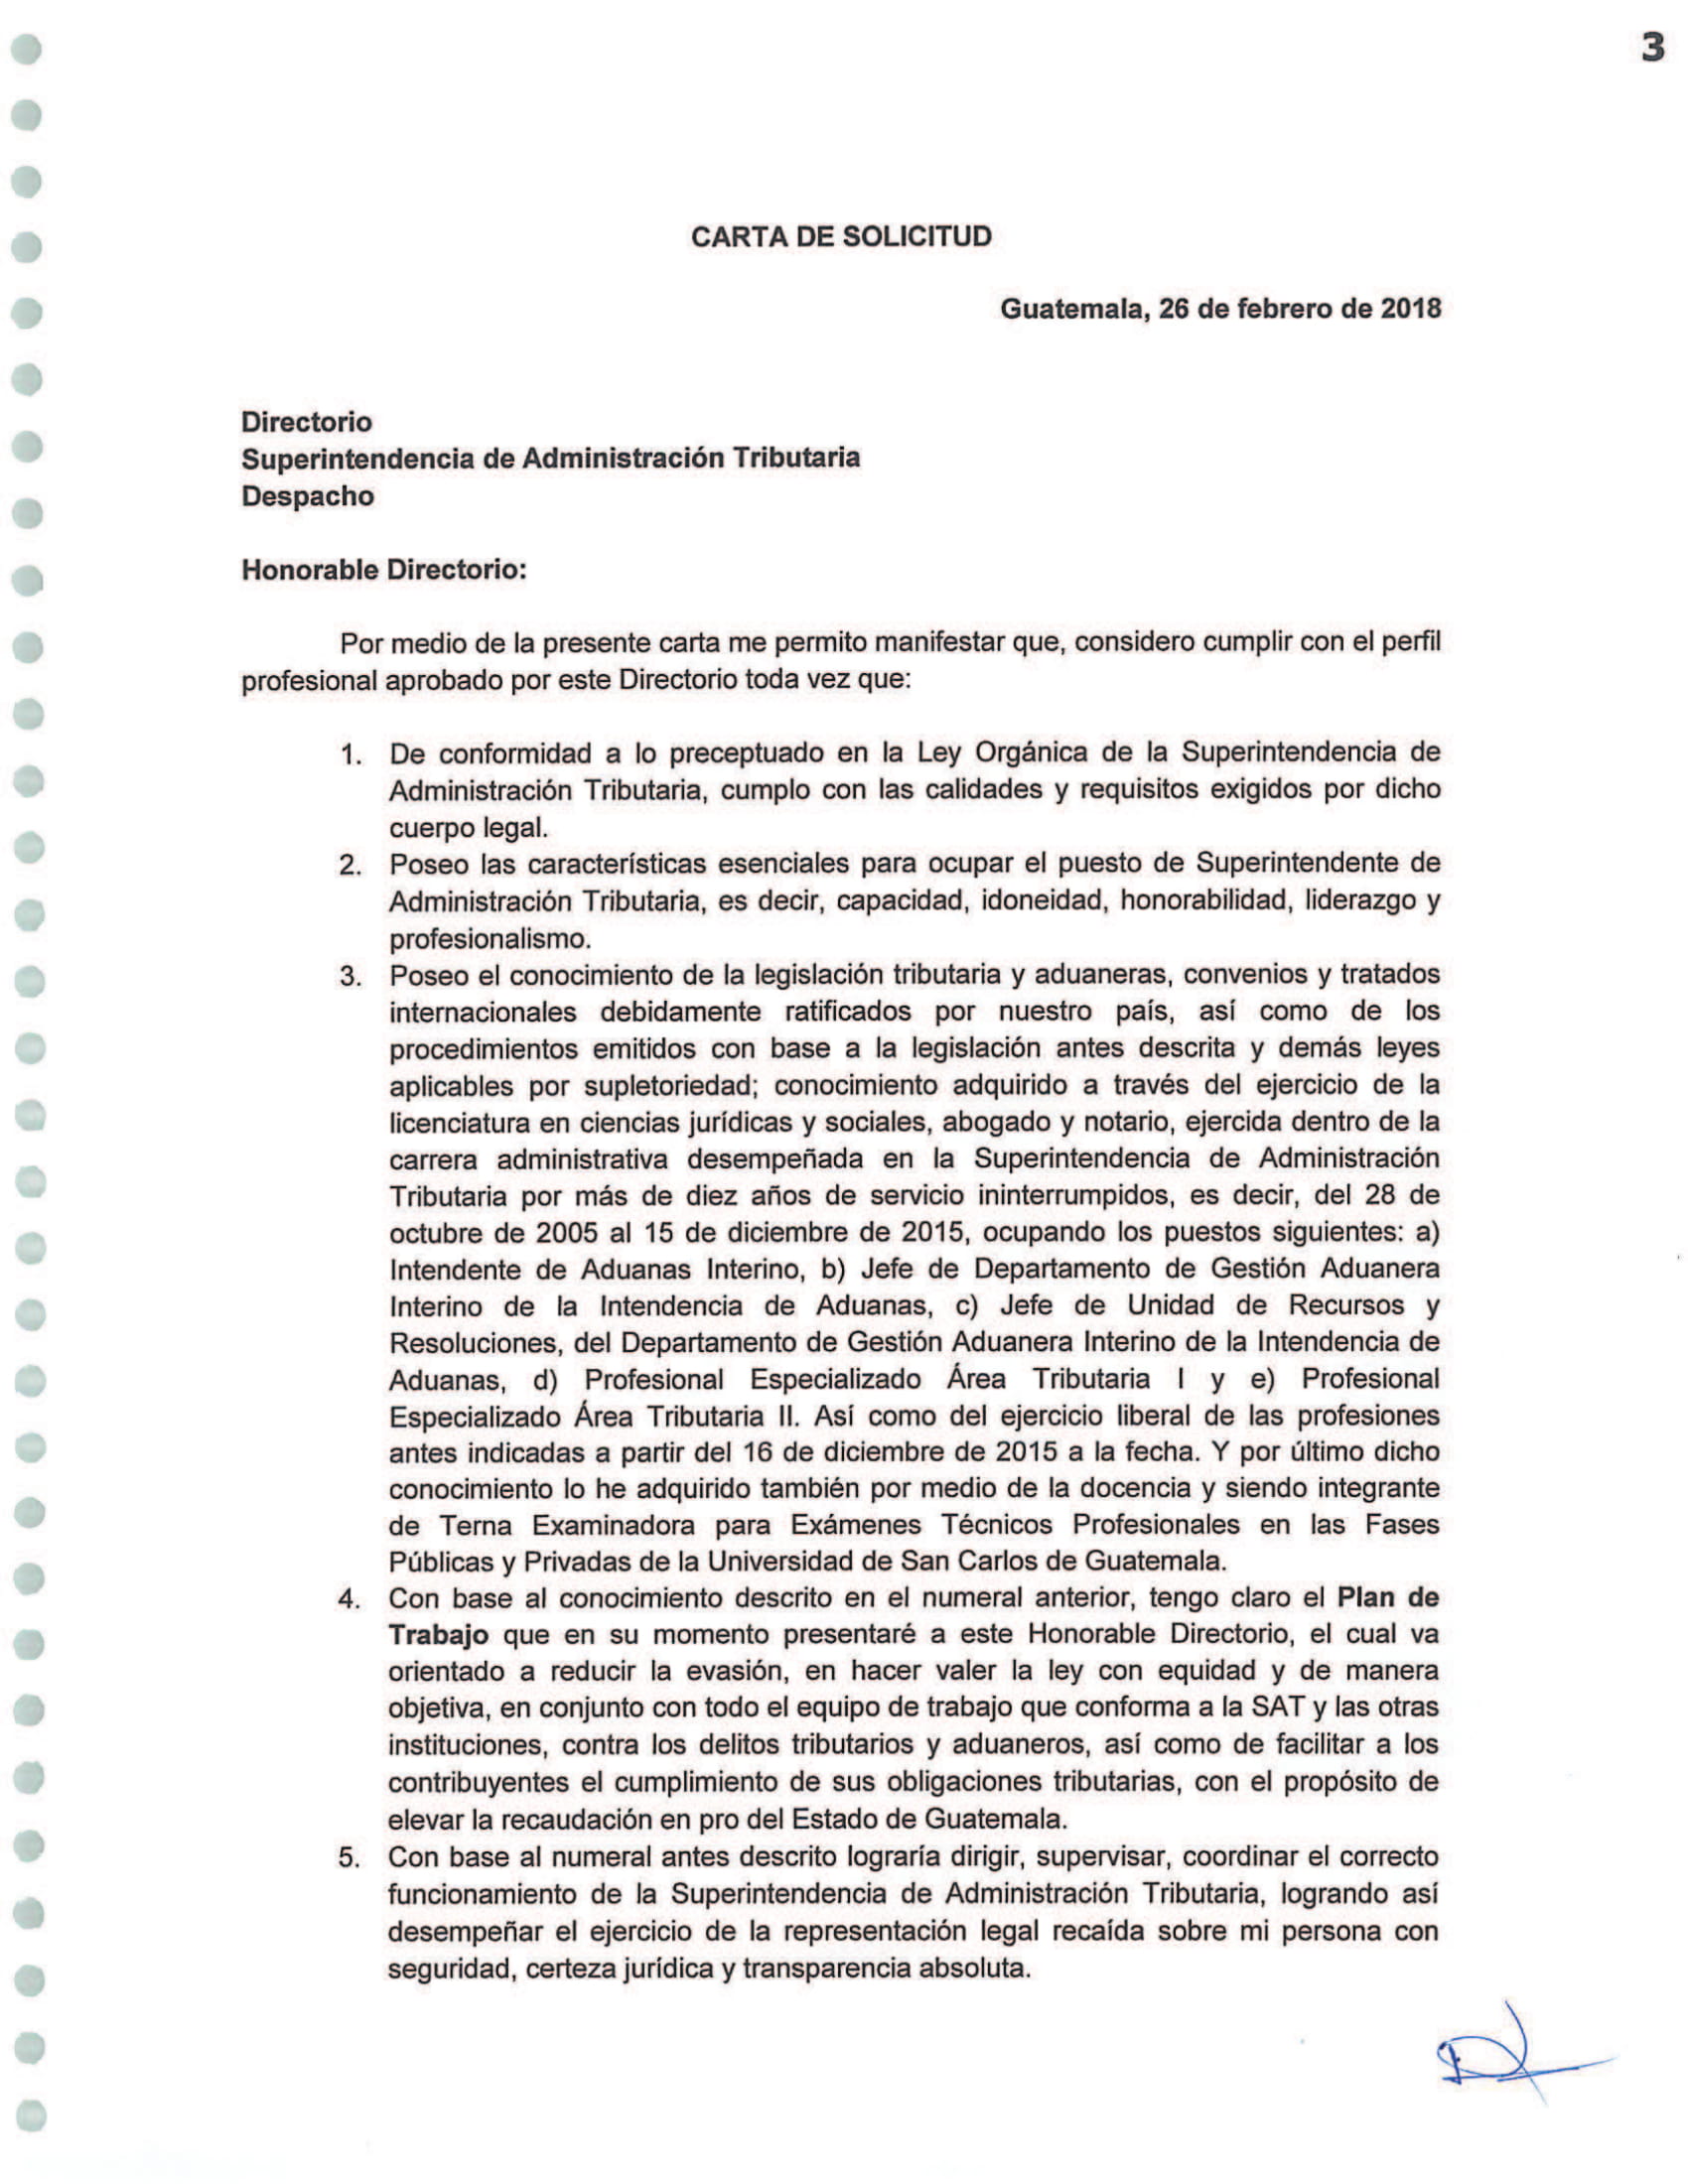 3
CARTA DE SOLICITUD
Guatemala, 26 de febrero de 2018
Directorio
Superintendencia de Administración Tributaria
Despacho
Honorable Directorio:
Por medio de la presente carta me permito manifestar que, considero cumplir con el perfil
profesional aprobado por este Directorio toda vez que:
1. De conformidad a lo preceptuado en la Ley Orgánica de la Superintendencia de
Administración Tributaria, cumplo con las calidades y requisitos exigidos por dicho
cuerpo legal.
2. Poseo las características esenciales para ocupar el puesto de Superintendente de
Administración Tributaria, es decir, capacidad, idoneidad, honorabilidad, liderazgo y
profesionalismo.
3. Poseo el conocimiento de la legislación tributaria y aduaneras, convenios y tratados
internacionales debidamente ratificados por nuestro país, así como de los
procedimientos emitidos con base a la legislación antes descrita y demás leyes
aplicables por supletoriedad; conocimiento adquirido a través del ejercicio de la
licenciatura en ciencias jurídicas y sociales, abogado y notario, ejercida dentro de la
carrera administrativa desempeñada en la Superintendencia de Administración
Tributaria por más de diez años de servicio ininterrumpidos, es decir, del 28 de
octubre de 2005 al 15 de diciembre de 2015, ocupando los puestos siguientes: a)
Intendente de Aduanas Interino, b) Jefe de Departamento de Gestión Aduanera
Interino de la Intendencia de Aduanas, c) Jefe de Unidad de Recursos y
Resoluciones, del Departamento de Gestión Aduanera Interino de la Intendencia de
Aduanas, d) Profesional Especializado Área Tributaria I y e) Profesional
Especializado Área Tributaria II. Así como del ejercicio liberal de las profesiones
antes indicadas a partir del 16 de diciembre de 2015 a la fecha. Y por último dicho
conocimiento lo he adquirido también por medio de la docencia y siendo integrante
de Terna Examinadora para Exámenes Técnicos Profesionales en las Fases
Públicas y Privadas de la Universidad de San Carlos de Guatemala.
4. Con base al conocimiento descrito en el numeral anterior, tengo claro el Plan de
Trabajo que en su momento presentaré a este Honorable Directorio, el cual va
orientado a reducir la evasión, en hacer valer la ley con equidad y de manera
objetiva, en conjunto con todo el equipo de trabajo que conforma a la SAT y las otras
instituciones, contra los delitos tributarios y aduaneros, así como de facilitar a los
contribuyentes el cumplimiento de sus obligaciones tributarias, con el propósito de
elevar la recaudación en pro del Estado de Guatemala.
5. Con base al numeral antes descrito lograría dirigir, supervisar, coordinar el correcto
funcionamiento de la Superintendencia de Administración Tributaria, logrando así
desempeñar el ejercicio de la representación legal recaída sobre mi persona con
seguridad, certeza jurídica y transparencia absoluta.